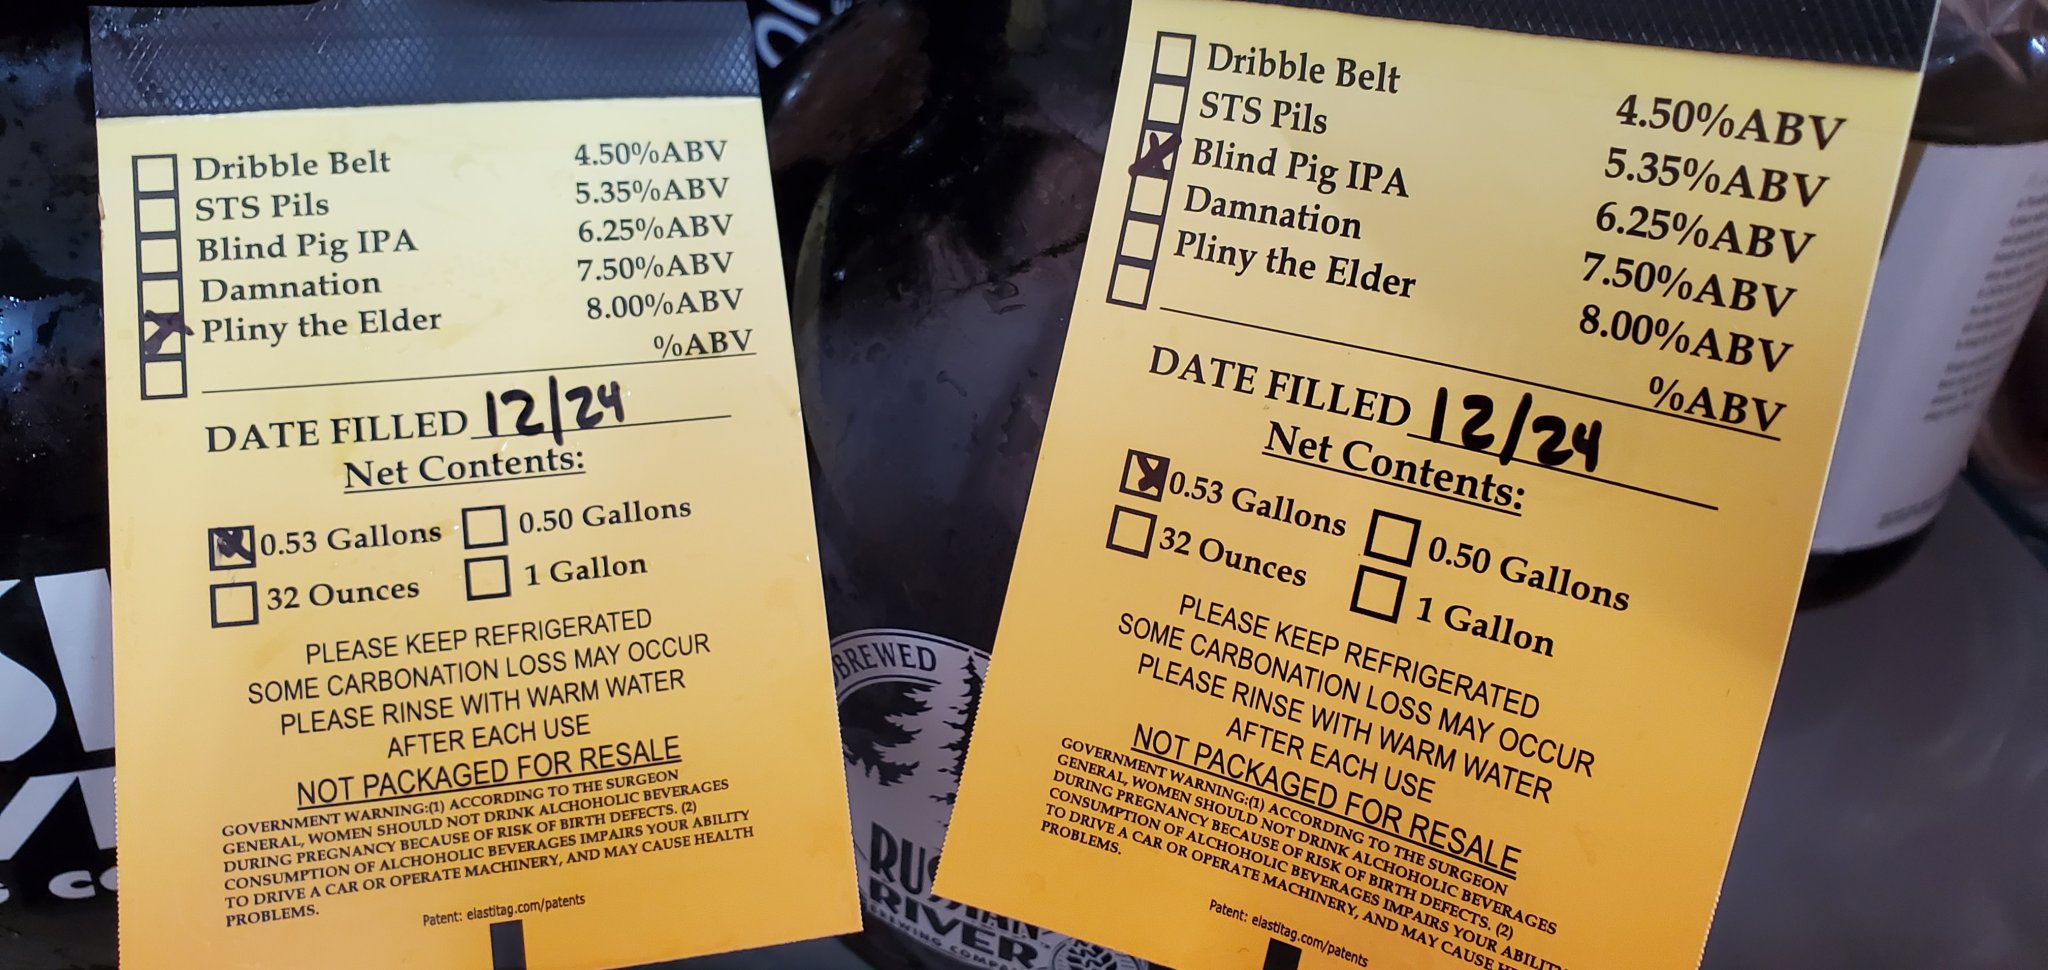 Dribble Belt 4.50%ABV
STS Pils 5.35%ABV
Blind Pig IPA 6.25%ABV
Damnation 7.50%ABV
Pliny the Elder 8.00%ABV
%ABV
DATE FILLED 12/24
Net Contents:
0.53 Gallons 0.50 Gallons
32 Ounces 1 Gallon
PLEASE KEEP REFRIGERATED
SOME CARBONATION LOSS MAY OCCUR
PLEASE RINSE WITH WARM WATER
AFTER EACH USE
NOT PACKAGED FOR RESALE
GOVERNMENT WARNING:(1) ACCORDING TO THE SURGEON
GENERAL, WOMEN SHOULD NOT DRINK ALCHOHOLIC BEVERAGES
DURING PREGNANCY BECAUSE OF RISK OF BIRTH DEFECTS. (2)
CONSUMPTION OF ALCHOHOLIC BEVERAGES IMPAIRS YOUR ABILITY
TO DRIVE A CAR OR OPERATE MACHINERY, AND MAY CAUSE HEALTH
PROBLEMS.
Patent: elastitag.com/patents
BREWED
RUSSIAN
RIVER
Dribble Belt 4.50%ABV
STS Pils 5.35%ABV
Blind Pig IPA 6.25%ABV
Damnation 7.50%ABV
Pliny the Elder 8.00%ABV
%ABV
DATE FILLED 12/24
Net Contents:
0.53 Gallons 0.50 Gallons
32 Ounces 1 Gallon
PLEASE KEEP REFRIGERATED
SOME CARBONATION LOSS MAY OCCUR
PLEASE RINSE WITH WARM WATER
AFTER EACH USE
NOT PACKAGED FOR RESALE
GOVERNMENT WARNING:(1) ACCORDING TO THE SURGEON
GENERAL, WOMEN SHOULD NOT DRINK ALCHOHOLIC BEVERAGES
DURING PREGNANCY BECAUSE OF RISK OF BIRTH DEFECTS. (2)
CONSUMPTION OF ALCHOHOLIC BEVERAGES IMPAIRS YOUR ABILITY
TO DRIVE A CAR OR OPERATE MACHINERY, AND MAY CAUSE
PROBLEMS.
Patent: elastitag.com/patents